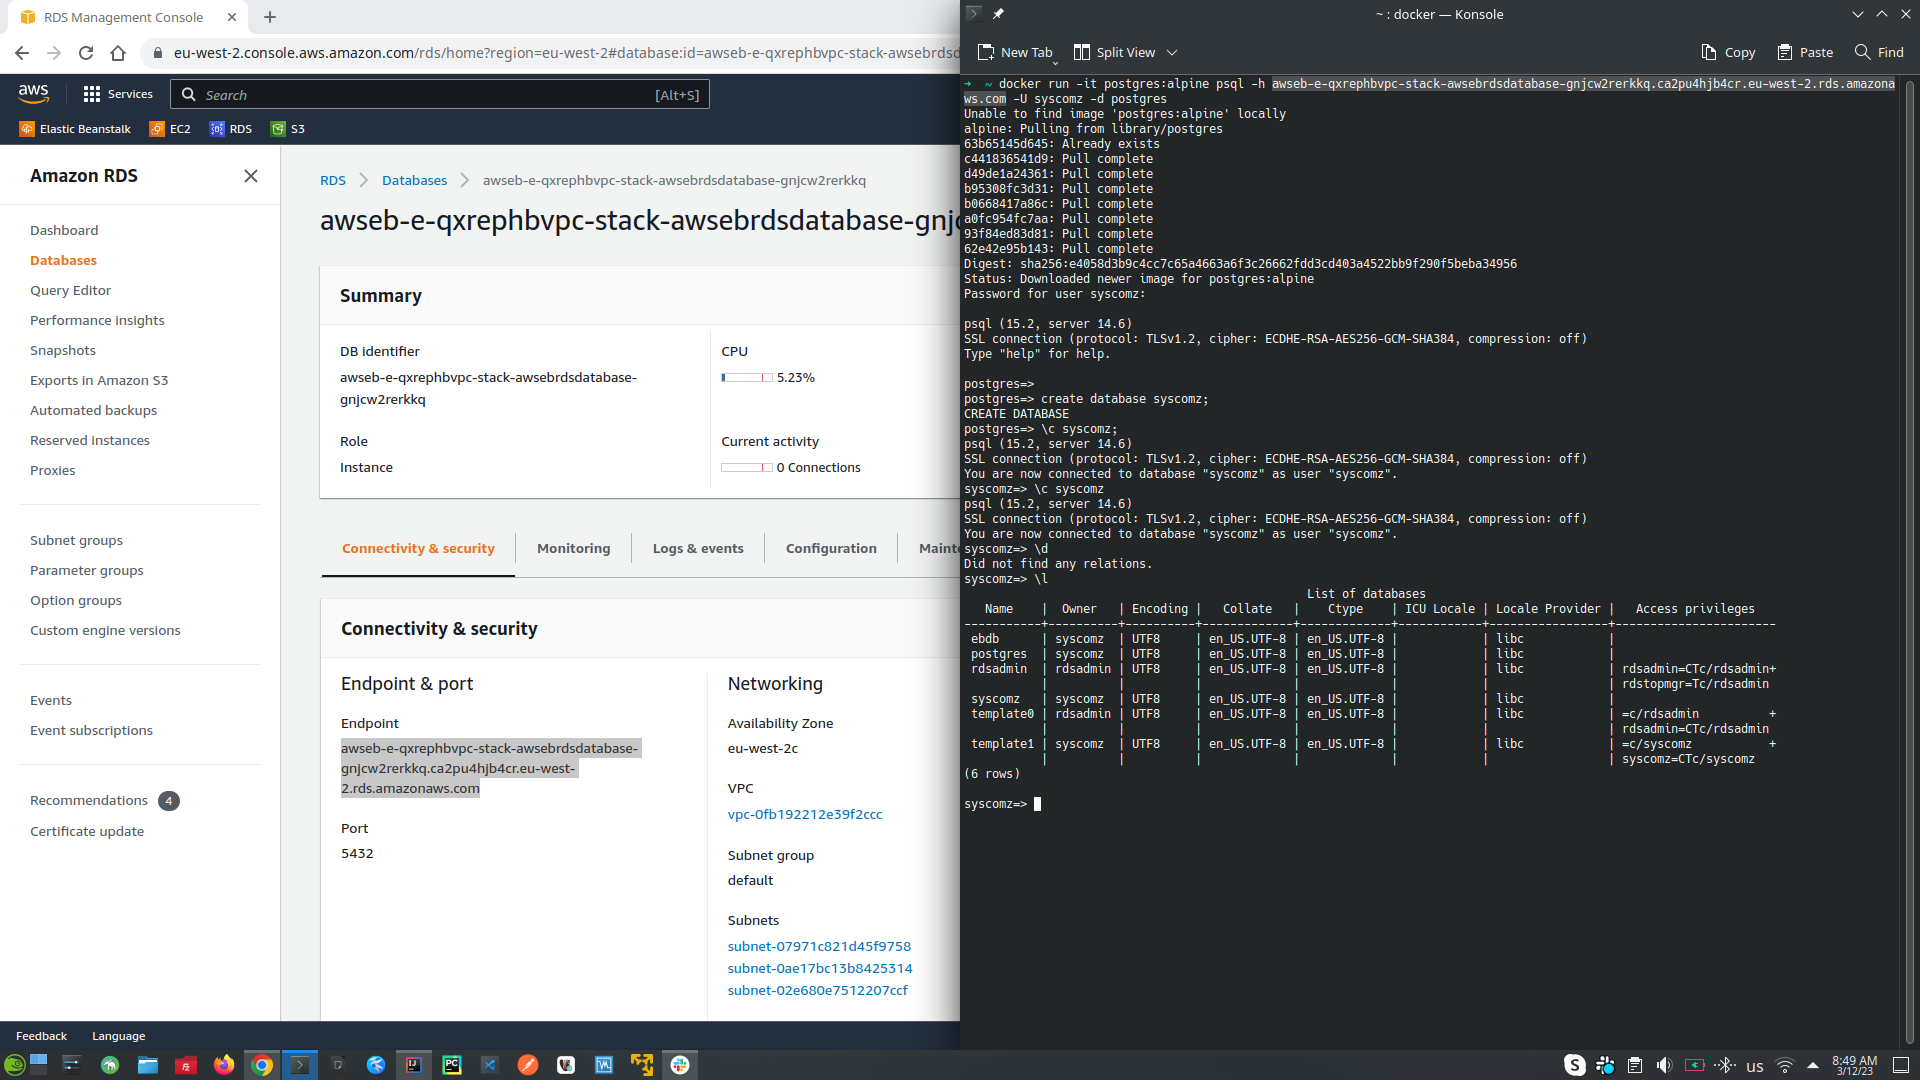 RDS Management Console
eu-west-2.console.aws.amazon.com/rds/home?region=eu-west-2#database:id=awseb-e-qxrephbvpc-stack-awsebrdsd
aws
Services
Search
[Alt+S]
Elastic Beanstalk
EC2
RDS
S3
Amazon RDS
Dashboard
Databases
Query Editor
Performance insights
Snapshots
Exports in Amazon S3
Automated backups
Reserved instances
Proxies
Subnet groups
Parameter groups
Option groups
Custom engine versions
Events
Event subscriptions
Recommendations 4
Certificate update
RDS > Databases > awseb-e-qxrephbvpc-stack-awsebrdsdatabase-gnjcw2rerkkq
awseb-e-qxrephbvpc-stack-awsebrdsdatabase-gnjc
Summary
DB identifier
awseb-e-qxrephbvpc-stack-awsebrdsdatabase-
gnjcw2rerkkq
CPU
5.23%
Role
Instance
Current activity
0 Connections
Connectivity & security
Monitoring
Logs & events
Configuration
Maint
Connectivity & security
Endpoint & port
Endpoint
awseb-e-qxrephbvpc-stack-awsebrdsdatabase-
gnjcw2rerkkq.ca2pu4hjb4cr.eu-west-
2.rds.amazonaws.com
Port
5432
Networking
Availability Zone
eu-west-2c
VPC
vpc-0fb192212e39f2ccc
Subnet group
default
Subnets
subnet-07971c821d45f9758
subnet-0ae17bc13b8425314
subnet-02e680e7512207ccf
Feedback
Language
~ : docker — Konsole
New Tab
Split View
Copy
Paste
Find
→ ~ docker run -it postgres:alpine psql -h awseb-e-qxrephbvpc-stack-awsebrdsdatabase-gnjcw2rerkkq.ca2pu4hjb4cr.eu-west-2.rds.amazona
ws.com -U syscomz -d postgres
Unable to find image 'postgres:alpine' locally
alpine: Pulling from library/postgres
63b65145d645: Already exists
c441836541d9: Pull complete
d49de1a24361: Pull complete
b95308fc3d31: Pull complete
b0668417a86c: Pull complete
a0fc954fc7aa: Pull complete
93f84ed83d81: Pull complete
62e42e95b143: Pull complete
Digest: sha256:e4058d3b9c4cc7c65a4663a6f3c26662fdd3cd403a4522bb9f290f5beba34956
Status: Downloaded newer image for postgres:alpine
Password for user syscomz:
psql (15.2, server 14.6)
SSL connection (protocol: TLSv1.2, cipher: ECDHE-RSA-AES256-GCM-SHA384, compression: off)
Type "help" for help.
postgres=>
postgres=> create database syscomz;
CREATE DATABASE
postgres=> \c syscomz;
psql (15.2, server 14.6)
SSL connection (protocol: TLSv1.2, cipher: ECDHE-RSA-AES256-GCM-SHA384, compression: off)
You are now connected to database "syscomz" as user "syscomz".
syscomz=> \c syscomz
psql (15.2, server 14.6)
SSL connection (protocol: TLSv1.2, cipher: ECDHE-RSA-AES256-GCM-SHA384, compression: off)
You are now connected to database "syscomz" as user "syscomz".
syscomz=> \d
Did not find any relations.
syscomz=> \l
List of databases
Name | Owner | Encoding | Collate | Ctype | ICU Locale | Locale Provider | Access privileges
-----------+----------+----------+-------------+-------------+------------+-----------------+-----------------------
ebdb | syscomz | UTF8 | en_US.UTF-8 | en_US.UTF-8 | | libc |
postgres | syscomz | UTF8 | en_US.UTF-8 | en_US.UTF-8 | | libc |
rdsadmin | rdsadmin | UTF8 | en_US.UTF-8 | en_US.UTF-8 | | libc | rdsadmin=CTc/rdsadmin+
| | | | | | | rdstopmgr=Tc/rdsadmin
syscomz | syscomz | UTF8 | en_US.UTF-8 | en_US.UTF-8 | | libc |
template0 | rdsadmin | UTF8 | en_US.UTF-8 | en_US.UTF-8 | | libc | =c/rdsadmin +
| | | | | | | rdsadmin=CTc/rdsadmin
template1 | syscomz | UTF8 | en_US.UTF-8 | en_US.UTF-8 | | libc | =c/syscomz +
| | | | | | | syscomz=CTc/syscomz
(6 rows)
syscomz=>
us
8:49 AM
3/12/23